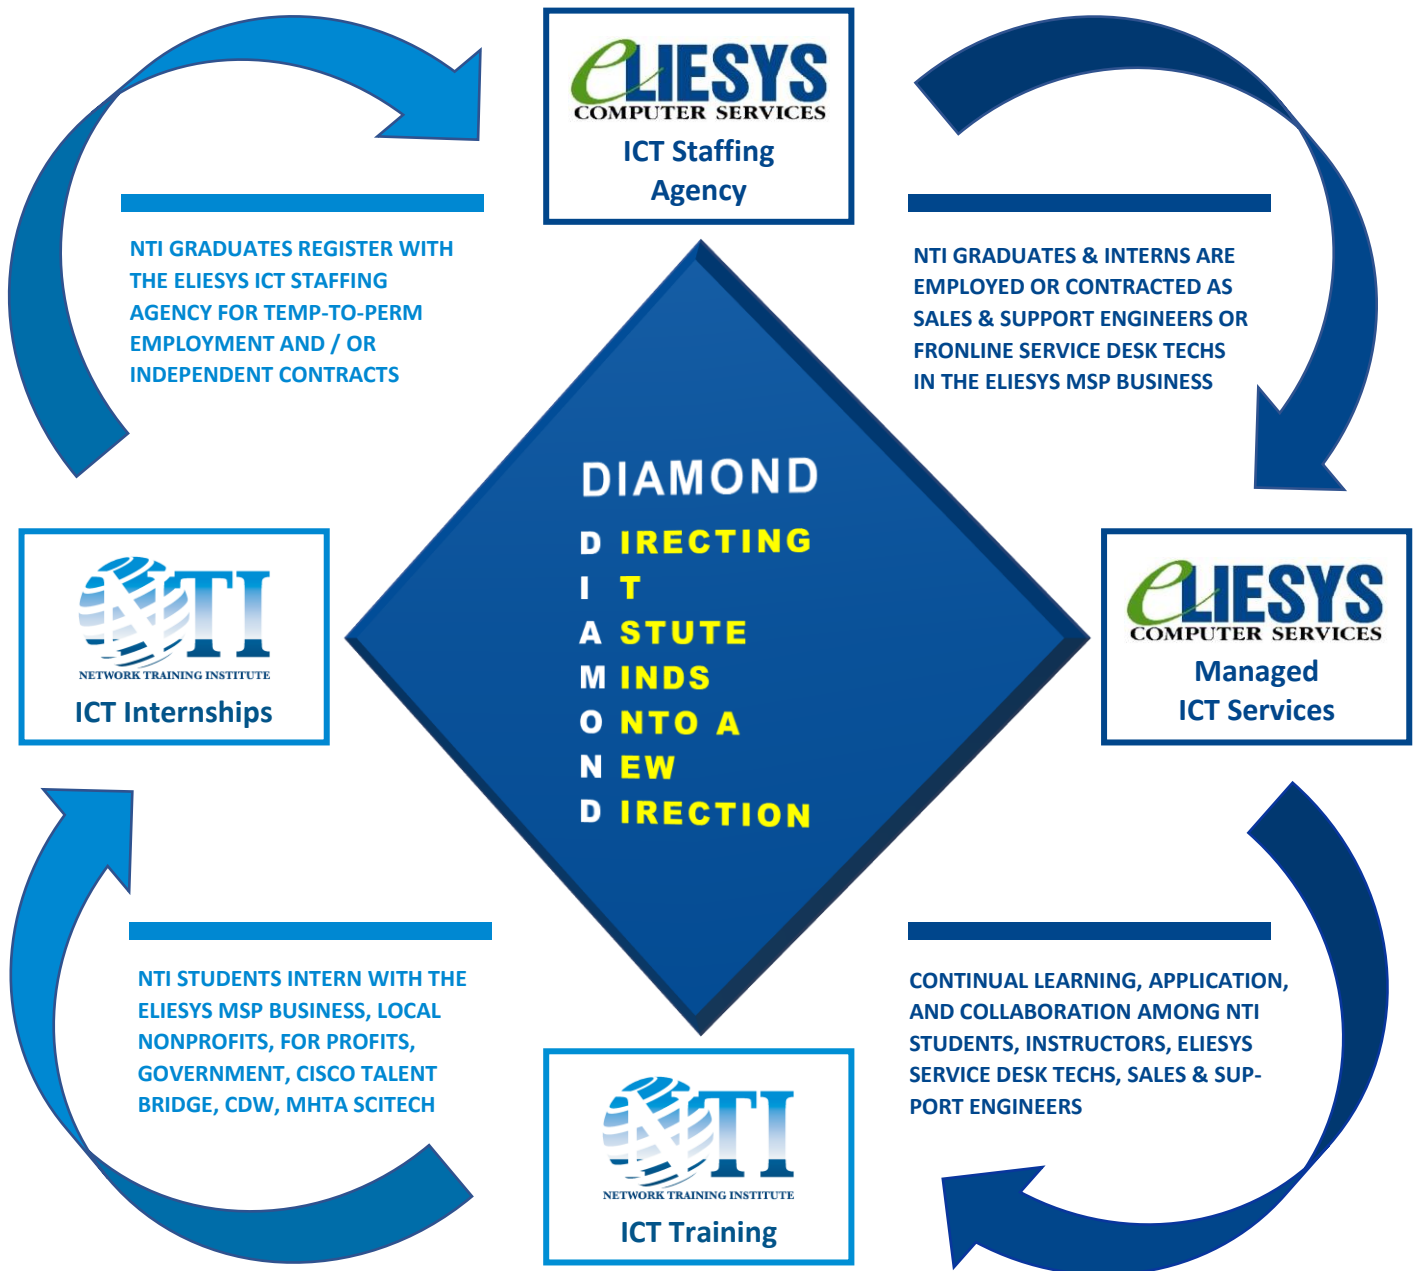 eLIESYS
COMPUTER SERVICES
ICT Staffing
Agency
NTI GRADUATES REGISTER WITH
THE ELIESYS ICT STAFFING
AGENCY FOR TEMP-TO-PERM
EMPLOYMENT AND / OR
INDEPENDENT CONTRACTS
NTI GRADUATES & INTERNS ARE
EMPLOYED OR CONTRACTED AS
SALES & SUPPORT ENGINEERS OR
FRONLINE SERVICE DESK TECHS
IN THE ELIESYS MSP BUSINESS
DIAMOND
D IRECTING
I T
A STUTE
M INDS
O NTO A
N EW
D IRECTION
NTI
NETWORK TRAINING INSTITUTE
ICT Internships
eLIESYS
COMPUTER SERVICES
Managed
ICT Services
NTI STUDENTS INTERN WITH THE
ELIESYS MSP BUSINESS, LOCAL
NONPROFITS, FOR PROFITS,
GOVERNMENT, CISCO TALENT
BRIDGE, CDW, MHTA SCITECH
CONTINUAL LEARNING, APPLICATION,
AND COLLABORATION AMONG NTI
STUDENTS, INSTRUCTORS, ELIESYS
SERVICE DESK TECHS, SALES & SUP-
PORT ENGINEERS
NTI
NETWORK TRAINING INSTITUTE
ICT Training